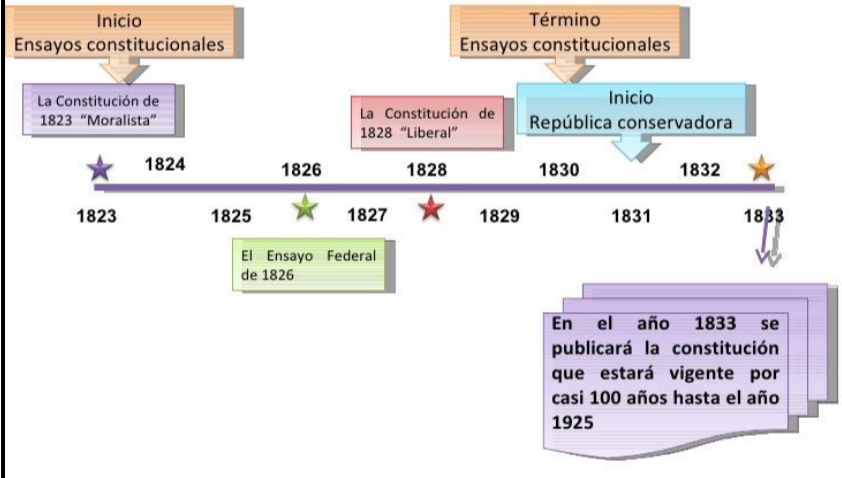 Inicio
Ensayos constitucionales
Término
Ensayos constitucionales
La Constitución de
1823 “Moralista”
La Constitución de
1828 “Liberal”
Inicio
República conservadora
1824
1826
1828
1830
1832
1823
1825
1827
1829
1831
1833
El Ensayo Federal
de 1826
En el año 1833 se
publicará la constitución
que estará vigente por
casi 100 años hasta el año
1925